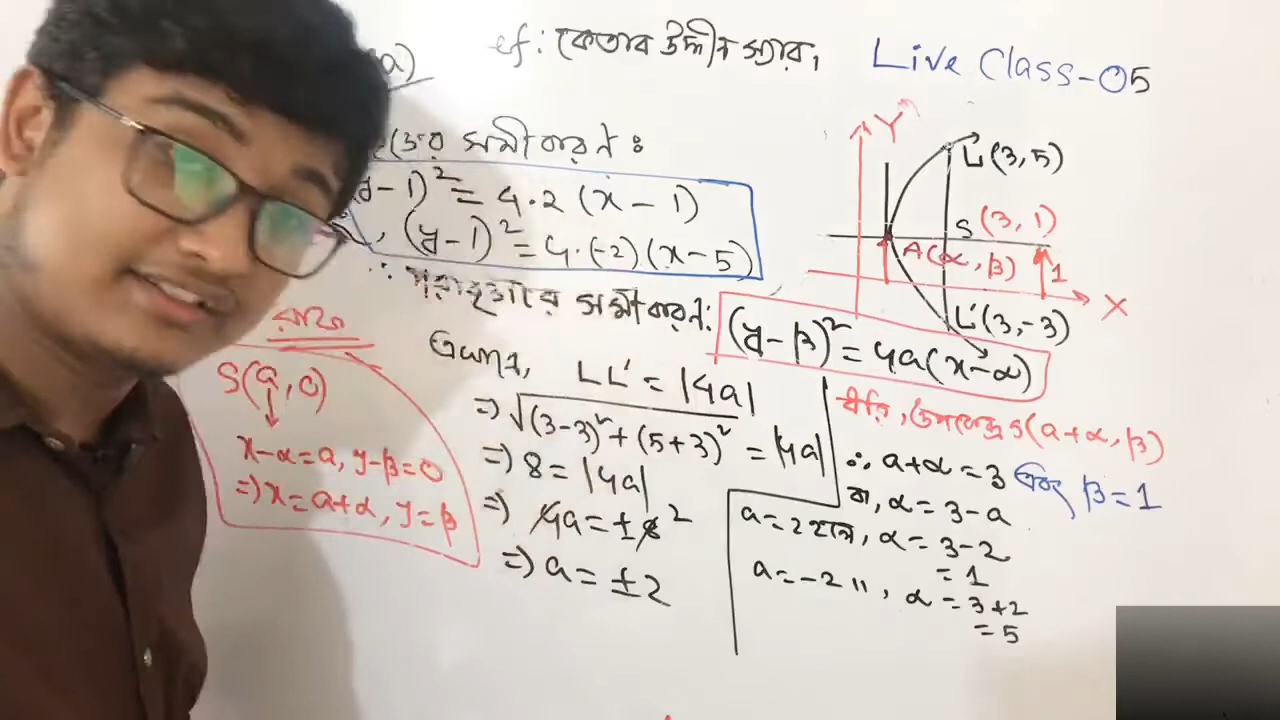 a) ef: কেতাব উদ্দীন স্যার, Live Class-05
Y
L(3,5)
S (3, 1)
A(α, β) 1
X
L'(3,-3)
সমীকরণ :
(y-1)² = 4·2 (x-1)
, (y-1)² = 4·(-2) (x-5)
∴ পরাবৃত্তের সমীকরণ: (y-β)² = 4a(x-α)
রাফ
S(a, 0)
x-α=a, y-β=0
=> x=a+α, y=β
LL' = |4a|
=> √(3-3)² + (5+3)² = |4a|
=> 8 = |4a|
=> 4a = ±8 2
=> a = ±2
ধরি, উপকেন্দ্র S(a+α, β)
∴ a+α = 3 এবং β = 1
বা, α = 3-a
a=2 হলে, α = 3-2
= 1
a=-2 ", α = 3+2
= 5